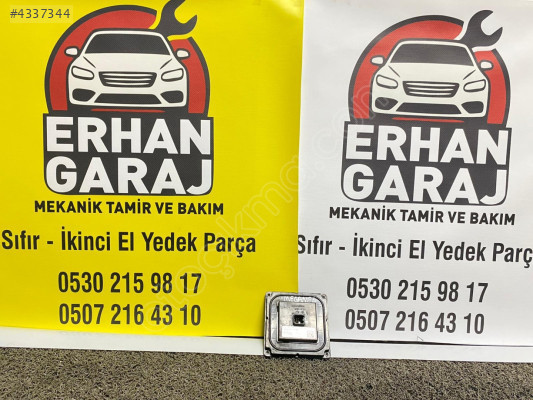 #4337344
ERHAN
GARAJ
MEKANİK TAMİR VE BAKIM
Sıfır - İkinci El Yedek Parça
0530 215 98 17
0507 216 43 10
ERHAN
GARAJ
MEKANİK TAMİR VE BAKIM
Sıfır - İkinci El Yedek Parç
0530 215 98 17
0507 216 43 10